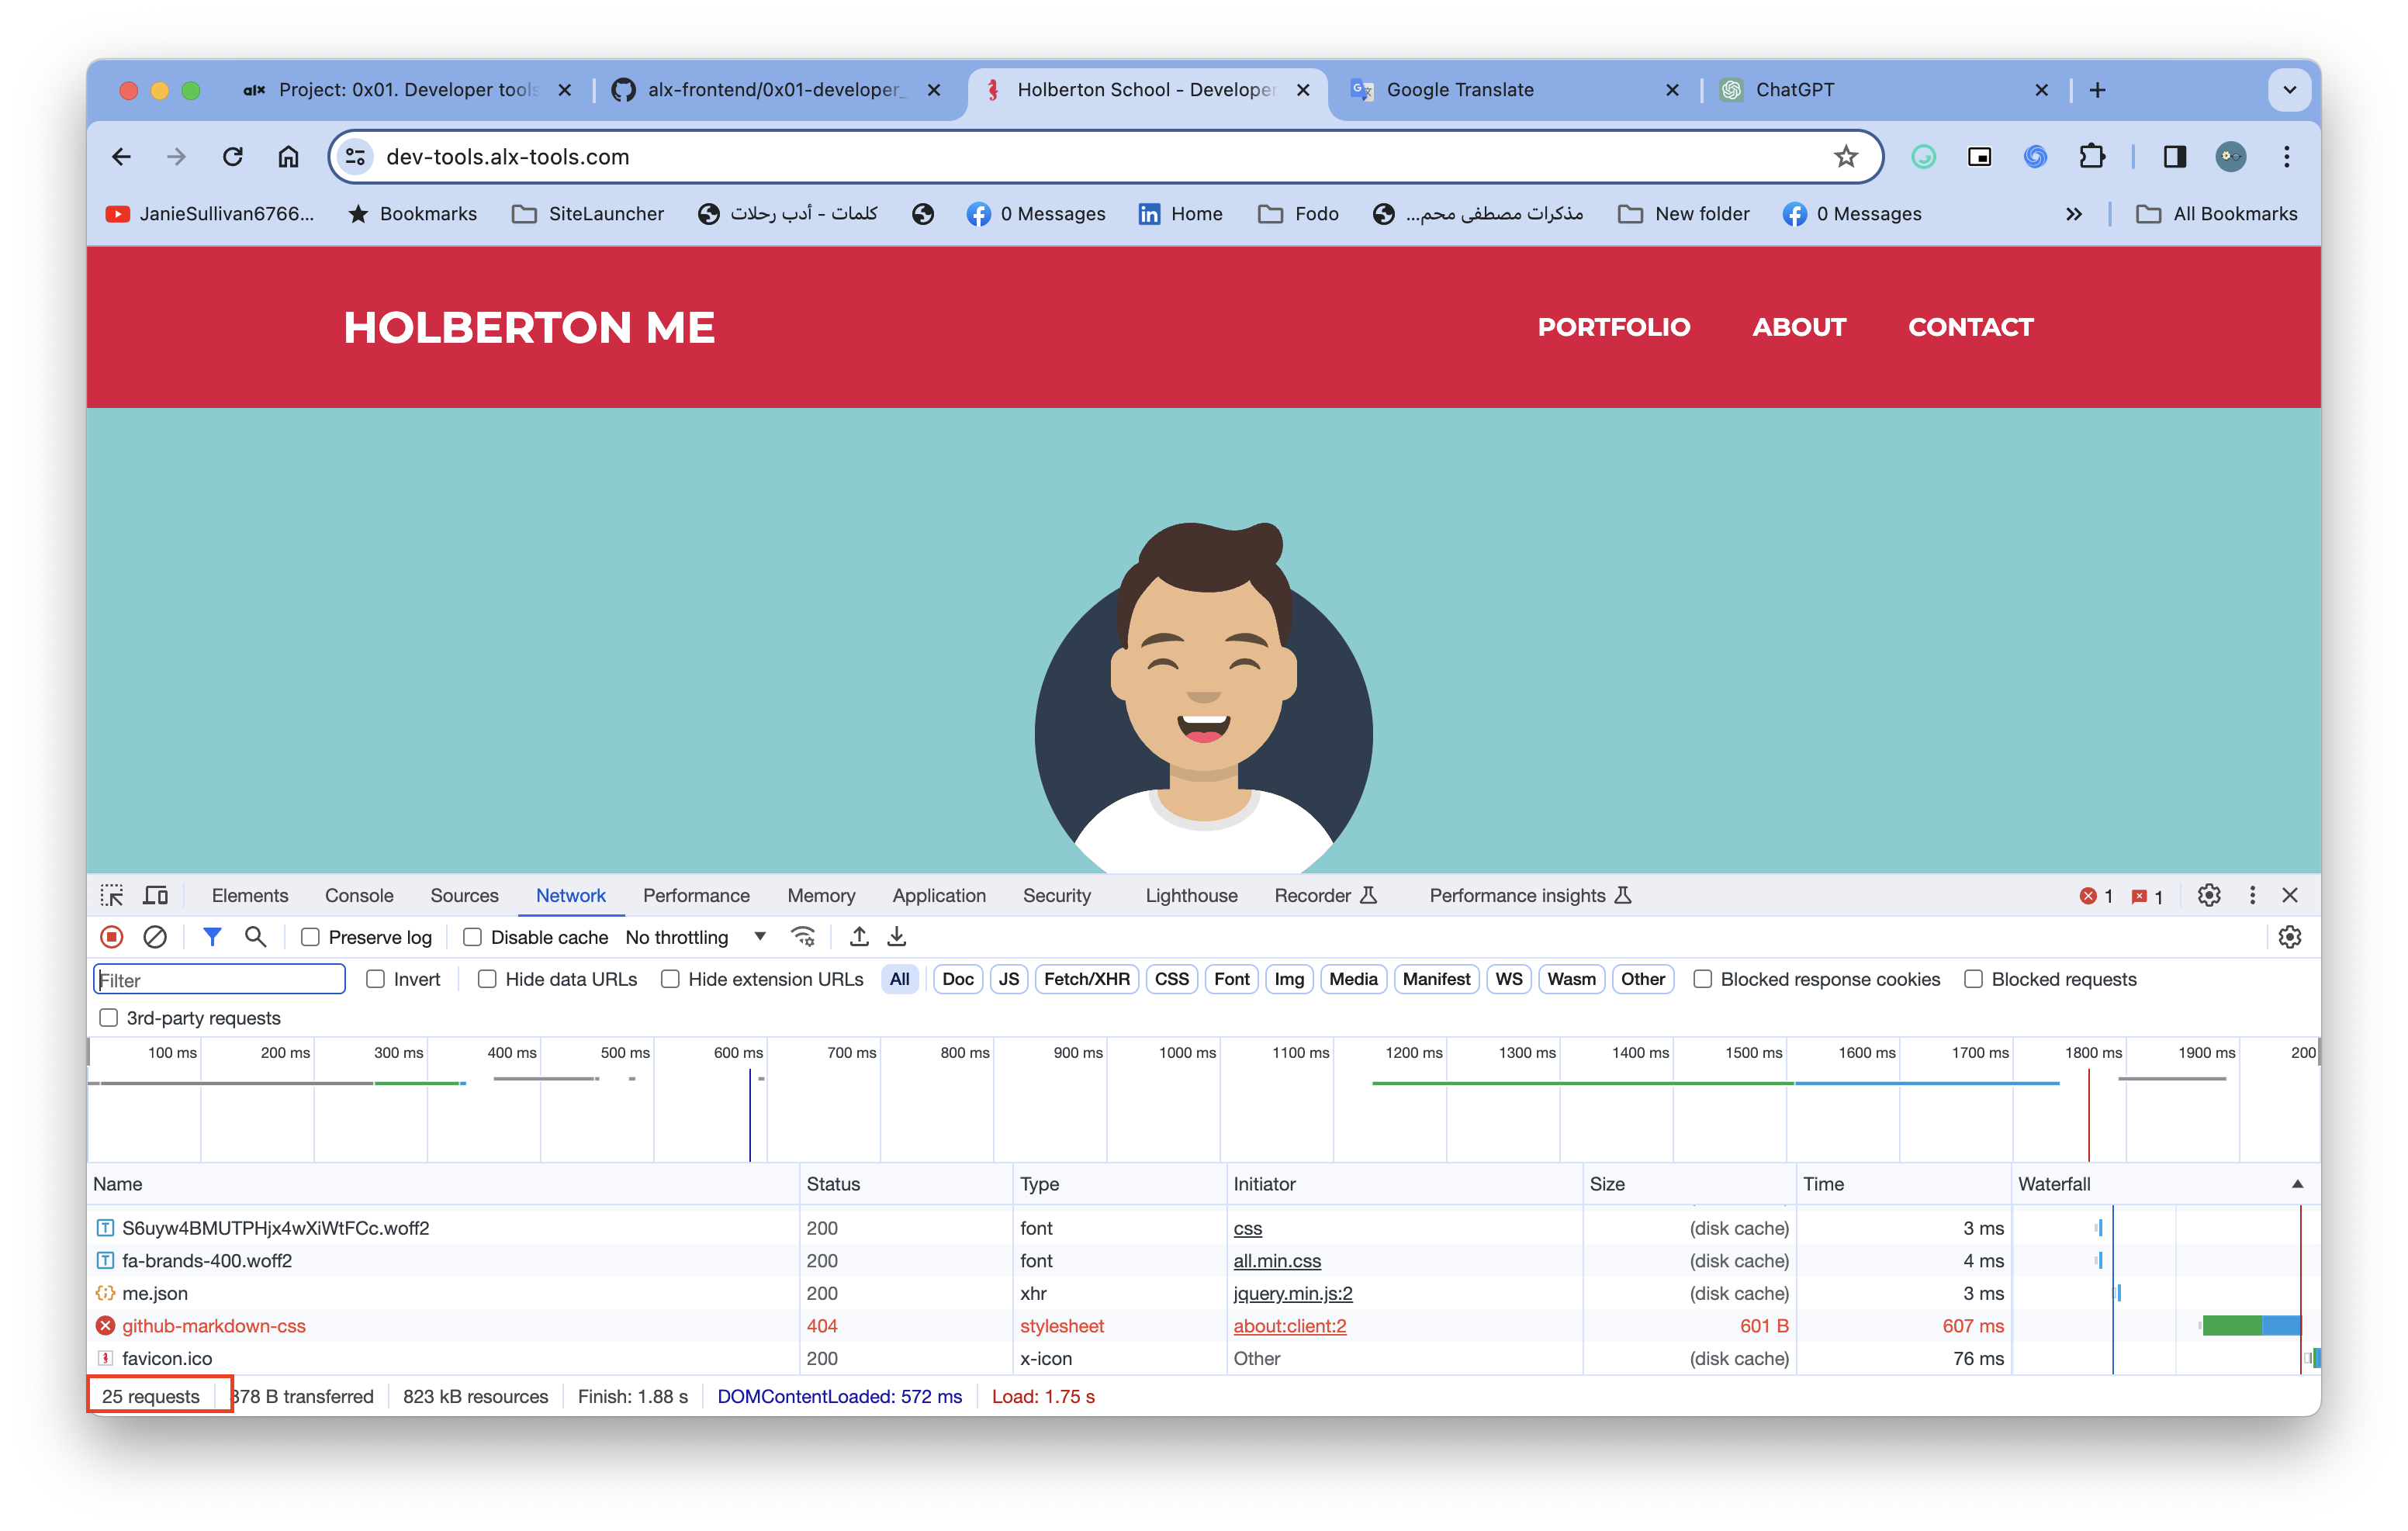 alx Project: 0x01. Developer tools alx-frontend/0x01-developer_ Holberton School - Developer Google Translate ChatGPT
dev-tools.alx-tools.com
JanieSullivan6766... Bookmarks SiteLauncher كلمات - أدب رحلات 0 Messages Home Fodo مذكرات مصطفى محم... New folder 0 Messages All Bookmarks
HOLBERTON ME PORTFOLIO ABOUT CONTACT
Elements Console Sources Network Performance Memory Application Security Lighthouse Recorder Performance insights 1 1
Preserve log Disable cache No throttling
Filter Invert Hide data URLs Hide extension URLs All Doc JS Fetch/XHR CSS Font Img Media Manifest WS Wasm Other Blocked response cookies Blocked requests
3rd-party requests
100 ms 200 ms 300 ms 400 ms 500 ms 600 ms 700 ms 800 ms 900 ms 1000 ms 1100 ms 1200 ms 1300 ms 1400 ms 1500 ms 1600 ms 1700 ms 1800 ms 1900 ms 200
Name Status Type Initiator Size Time Waterfall
S6uyw4BMUTPHjx4wXiWtFCc.woff2 200 font css (disk cache) 3 ms
fa-brands-400.woff2 200 font all.min.css (disk cache) 4 ms
me.json 200 xhr jquery.min.js:2 (disk cache) 3 ms
github-markdown-css 404 stylesheet about:client:2 601 B 607 ms
favicon.ico 200 x-icon Other (disk cache) 76 ms
25 requests 378 B transferred 823 kB resources Finish: 1.88 s DOMContentLoaded: 572 ms Load: 1.75 s